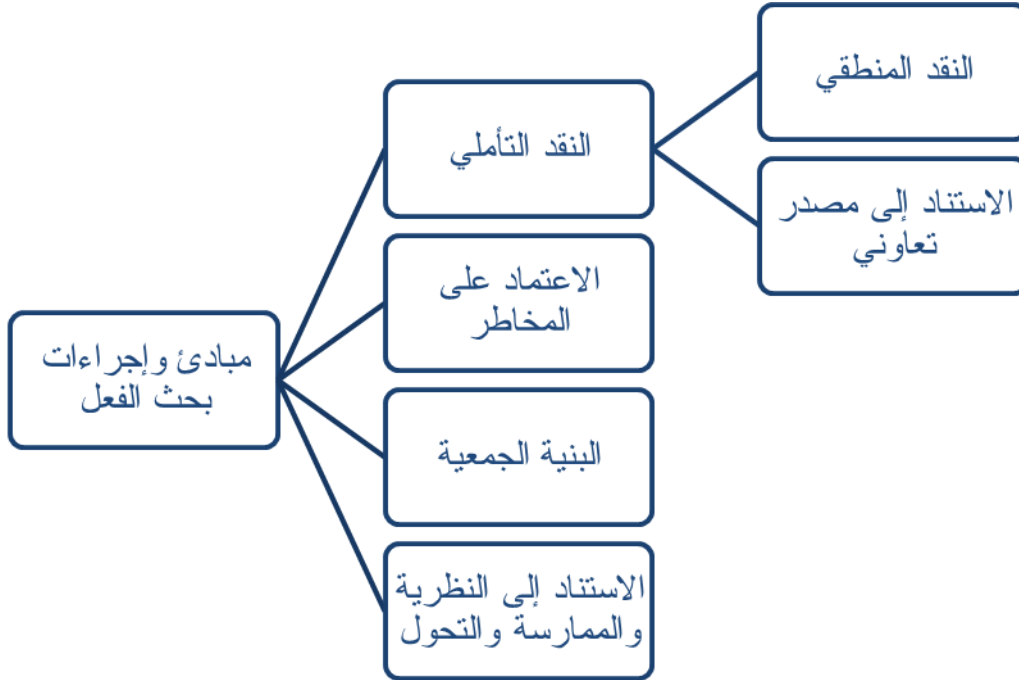 النقد المنطقي
النقد التأملي
الاستناد إلى مصدر
تعاوني
الاعتماد على
المخاطر
مبادئ وإجراءات
بحث الفعل
البنية الجمعية
الاستناد إلى النظرية
والممارسة والتحول